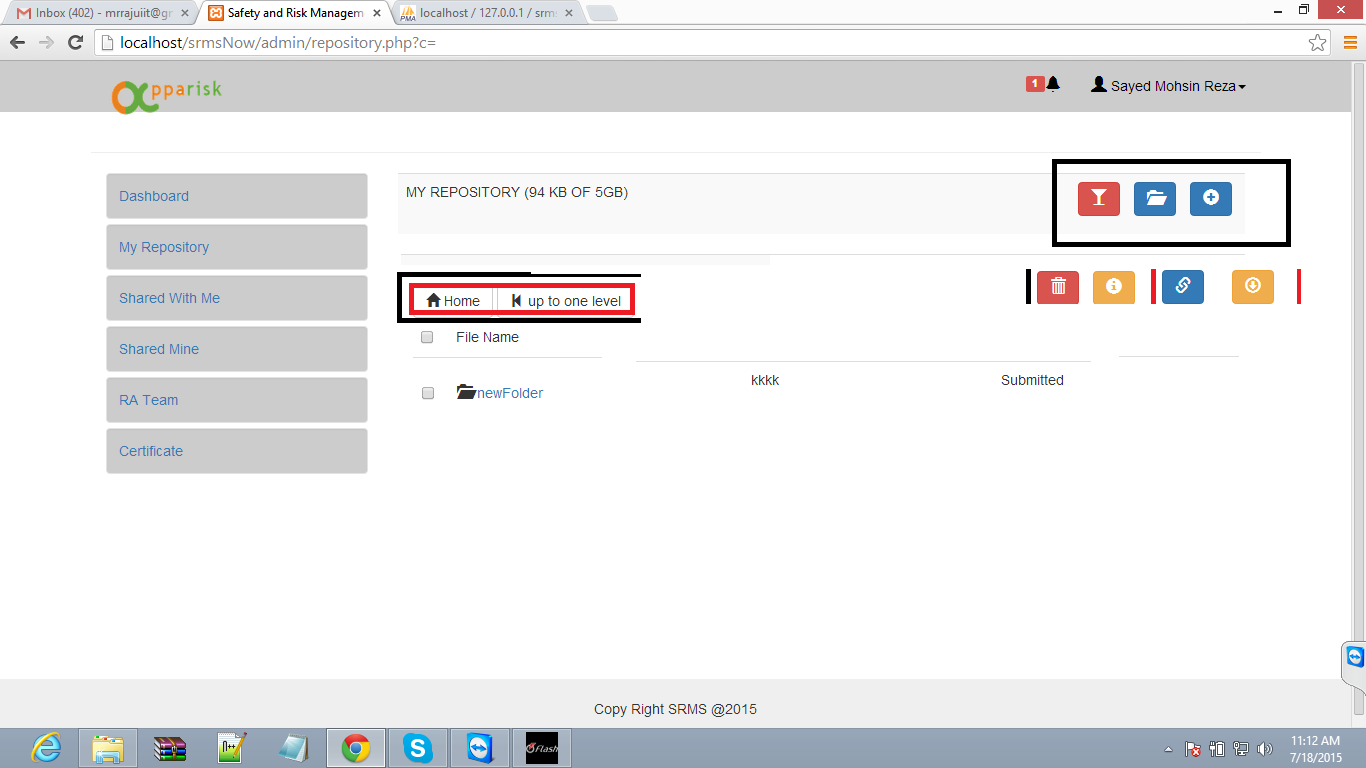 Inbox (402) - mrrajuiit@gr
Safety and Risk Managem
localhost / 127.0.0.1 / srms
localhost/srmsNow/admin/repository.php?c=
pparisk
1
Sayed Mohsin Reza
Dashboard
My Repository
Shared With Me
Shared Mine
RA Team
Certificate
MY REPOSITORY (94 KB OF 5GB)
Home
up to one level
File Name
newFolder
kkkk
Submitted
Copy Right SRMS @2015
Flash
11:12 AM
7/18/2015